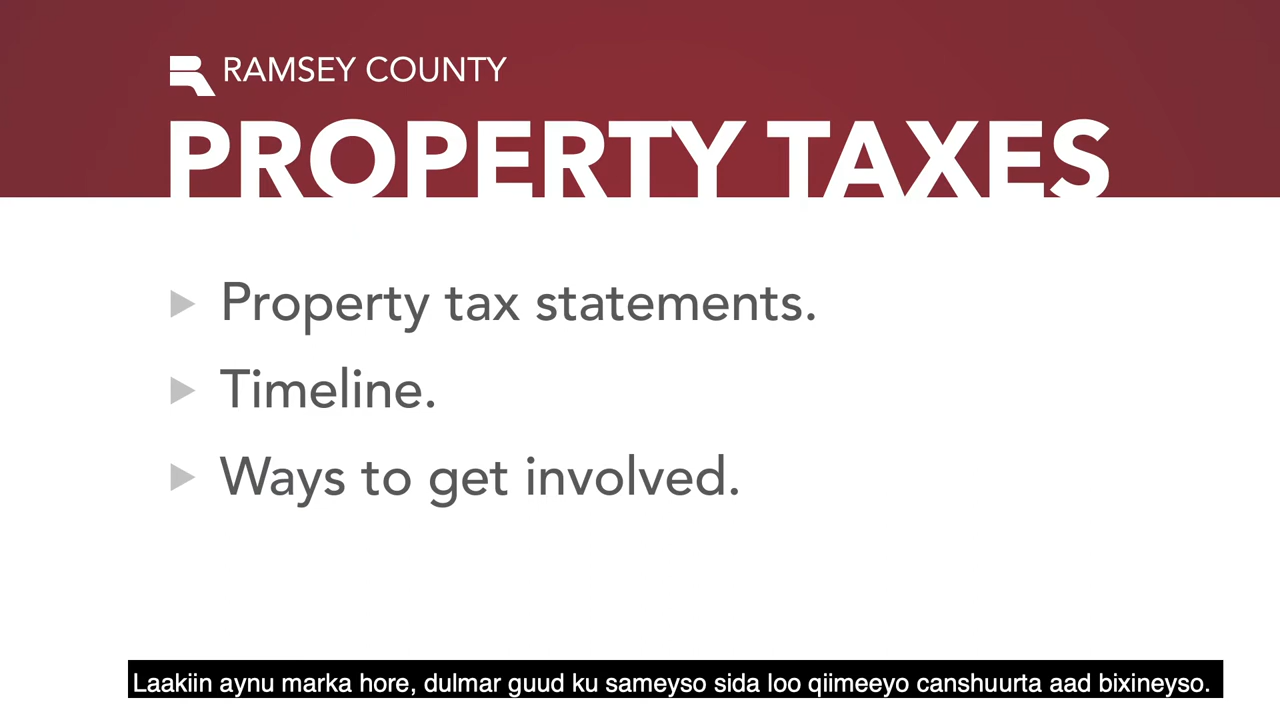 RAMSEY COUNTY
PROPERTY TAXES
Property tax statements.
Timeline.
Ways to get involved.
Laakiin aynu marka hore, dulmar guud ku sameyso sida loo qiimeeyo canshuurta aad bixineyso.